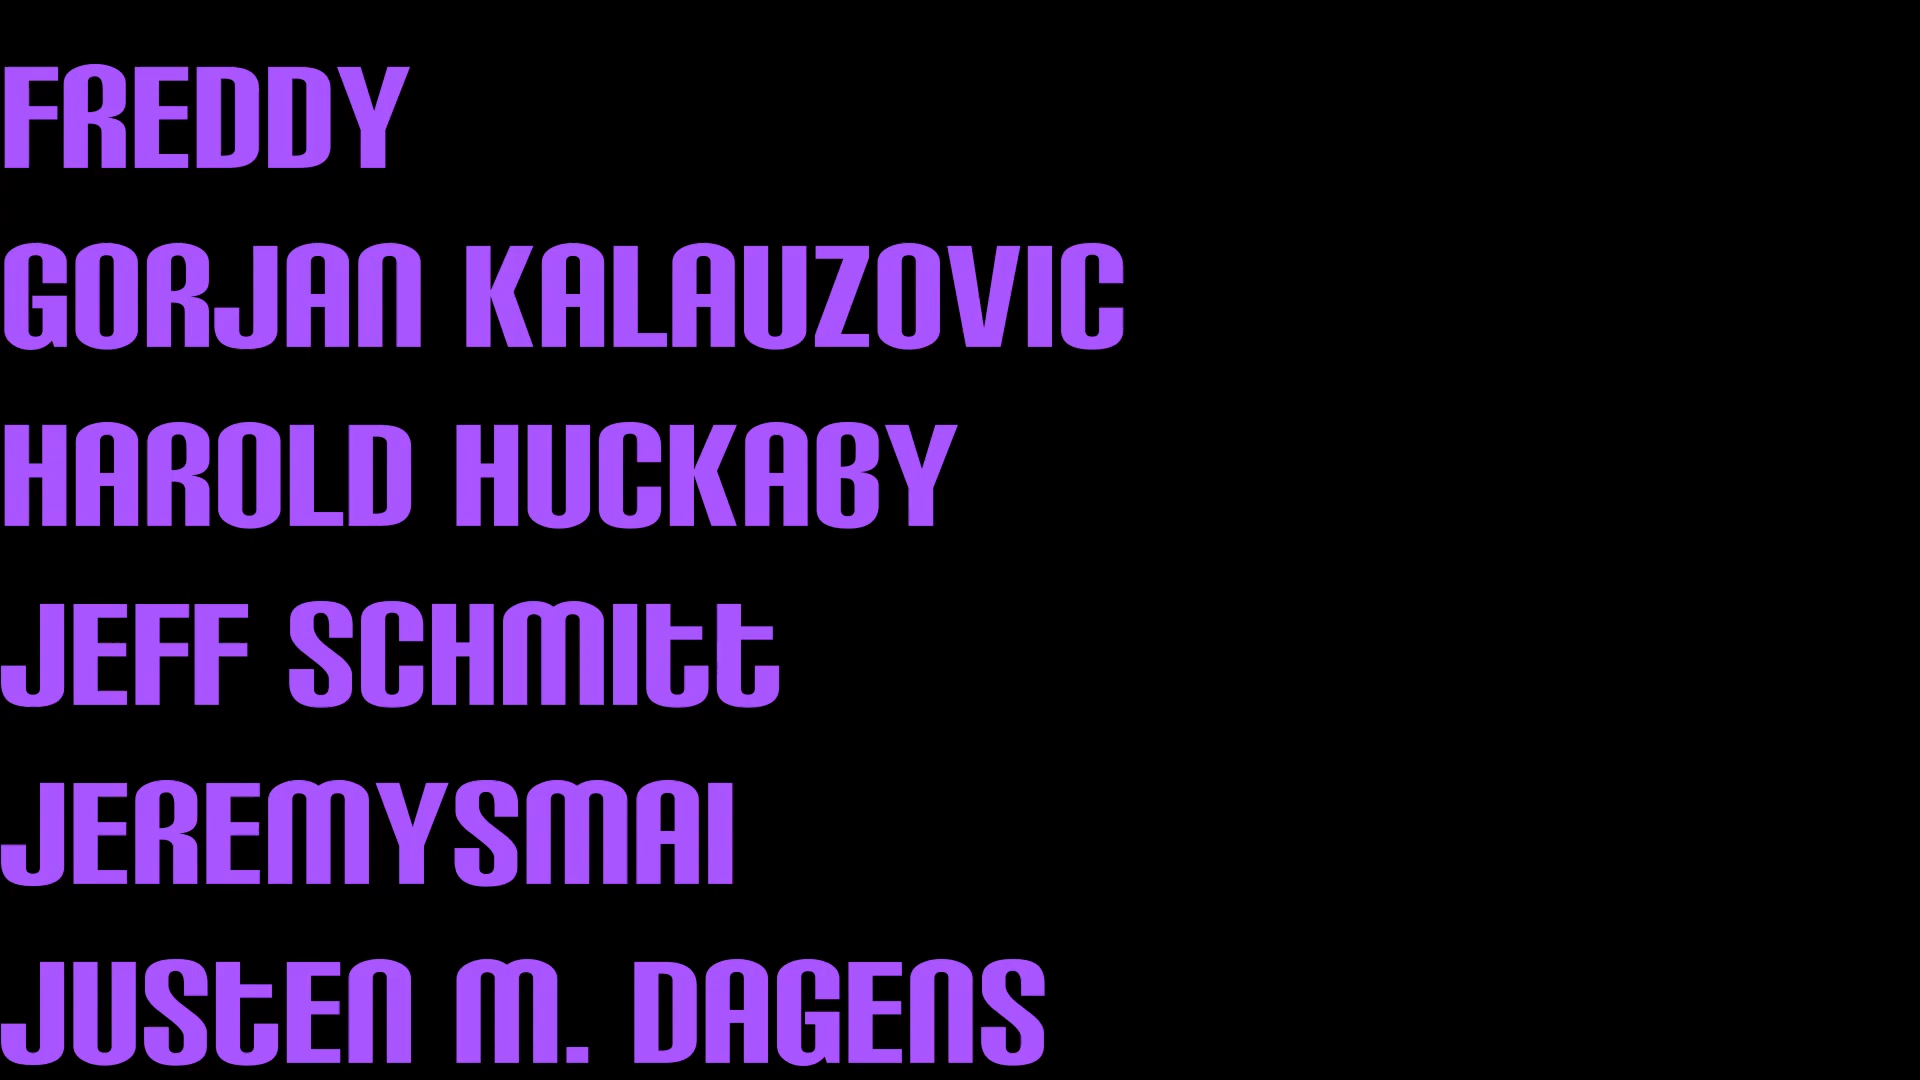 FREDDY
GORJAN KALAUZOVIC
HAROLD HUCKABY
JEFF SCHMITT
JEREMYSMAI
JUSTEN M. DAGENS